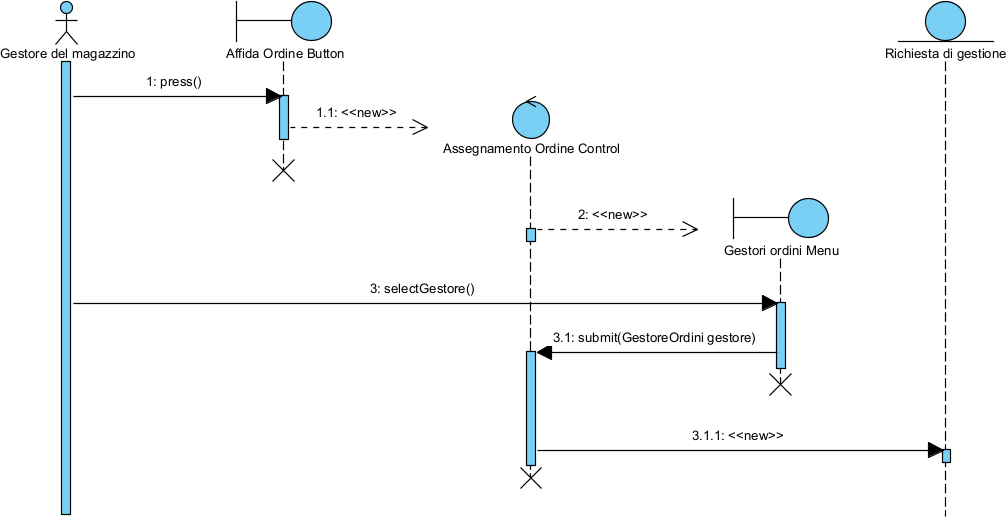 Gestore del magazzino
Affida Ordine Button
Richiesta di gestione
1: press()
1.1: <<new>>
Assegnamento Ordine Control
2: <<new>>
Gestori ordini Menu
3: selectGestore()
3.1: submit(GestoreOrdini gestore)
3.1.1: <<new>>